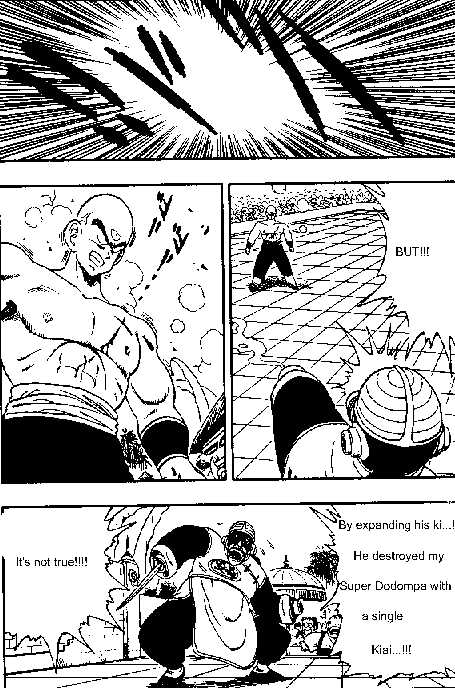 BUT!!!
It's not true!!!!
By expanding his ki...!
He destroyed my
Super Dodompa with
a single
Kiai...!!!